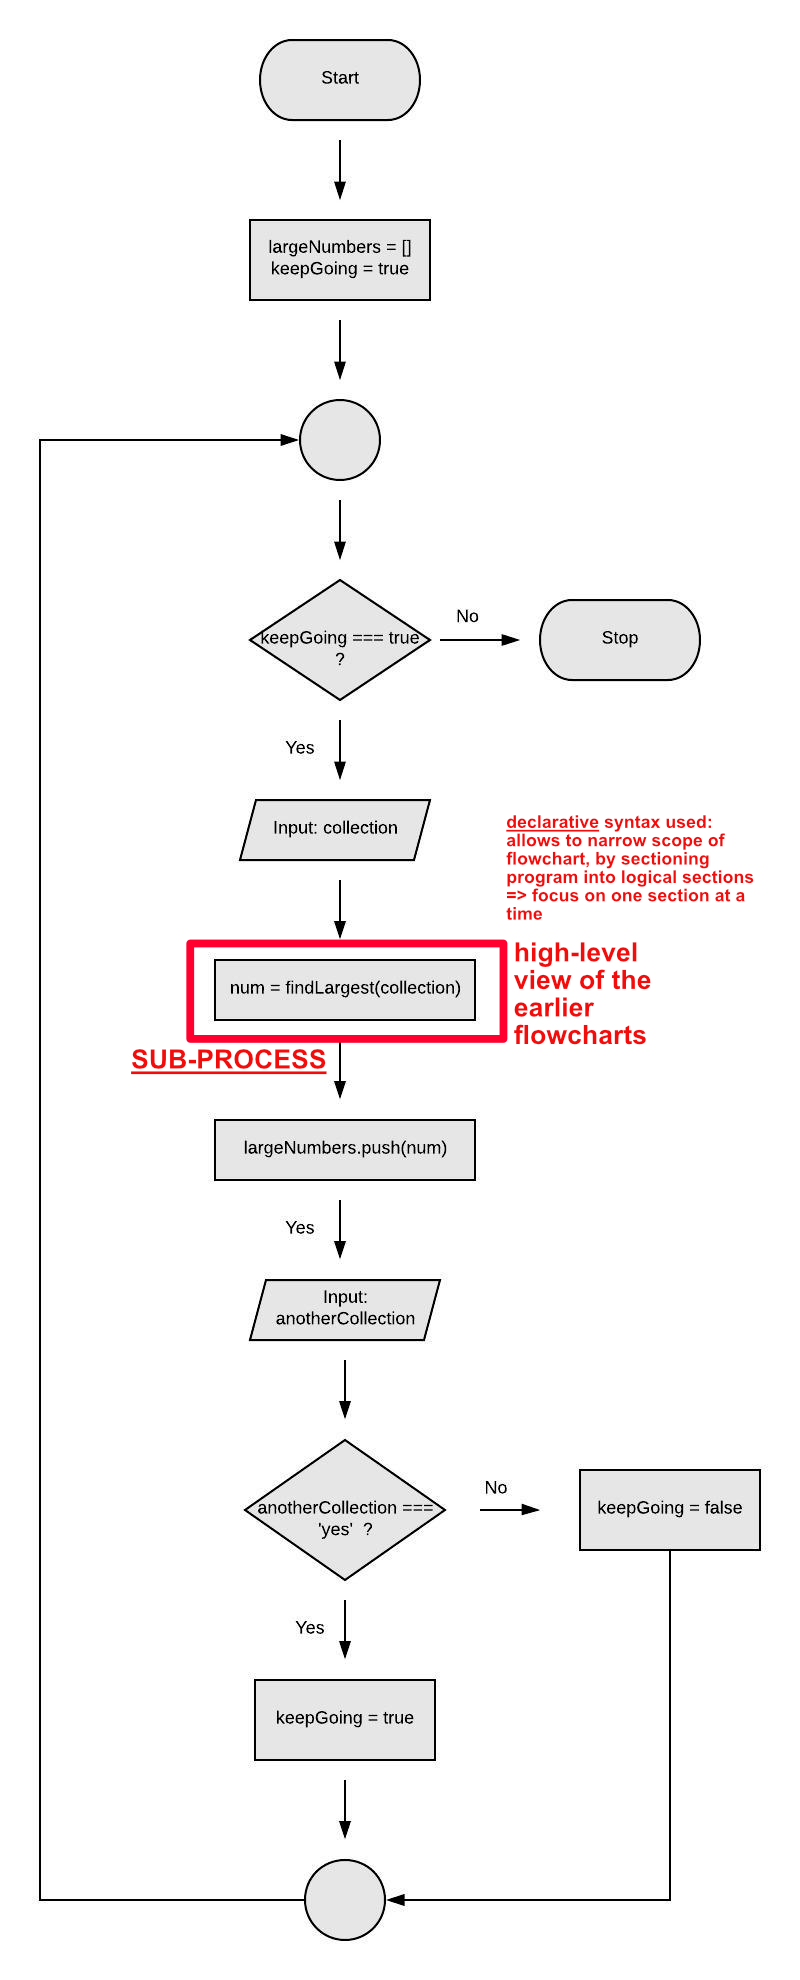 Start
largeNumbers = []
keepGoing = true
keepGoing === true
?
No
Stop
Yes
Input: collection
declarative syntax used:
allows to narrow scope of
flowchart, by sectioning
program into logical sections
=> focus on one section at a
time
num = findLargest(collection)
high-level
view of the
earlier
flowcharts
SUB-PROCESS
largeNumbers.push(num)
Yes
Input:
anotherCollection
anotherCollection ===
'yes'  ?
No
keepGoing = false
Yes
keepGoing = true